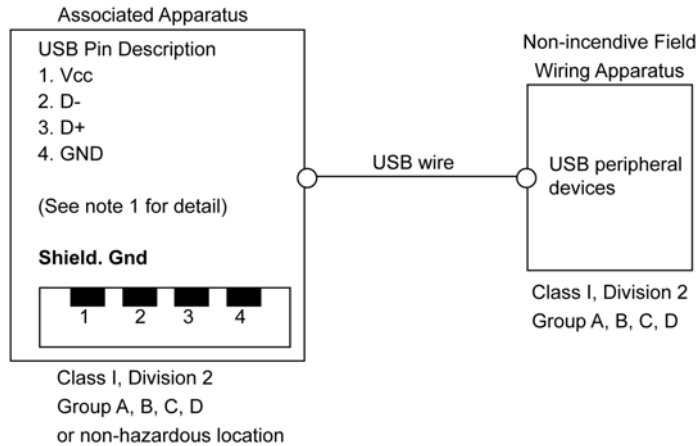 Associated Apparatus
USB Pin Description
1. Vcc
2. D-
3. D+
4. GND
(See note 1 for detail)
Shield. Gnd
1 2 3 4
Class I, Division 2
Group A, B, C, D
or non-hazardous location
USB wire
Non-incendive Field
Wiring Apparatus
USB peripheral
devices
Class I, Division 2
Group A, B, C, D